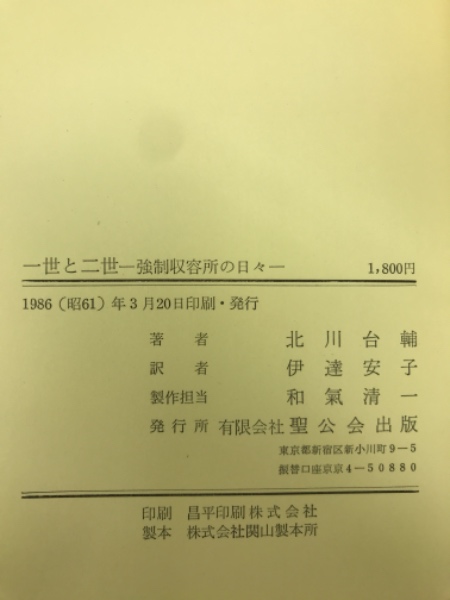 一世と二世―強制収容所の日々― 1,800円
1986（昭61）年3月20日印刷・発行
著者 北川台輔
訳者 伊達安子
製作担当 和氣清一
発行所 有限会社聖公会出版
東京都新宿区新小川町9－5
振替口座東京4－50880
印刷 昌平印刷株式会社
製本 株式会社関山製本所